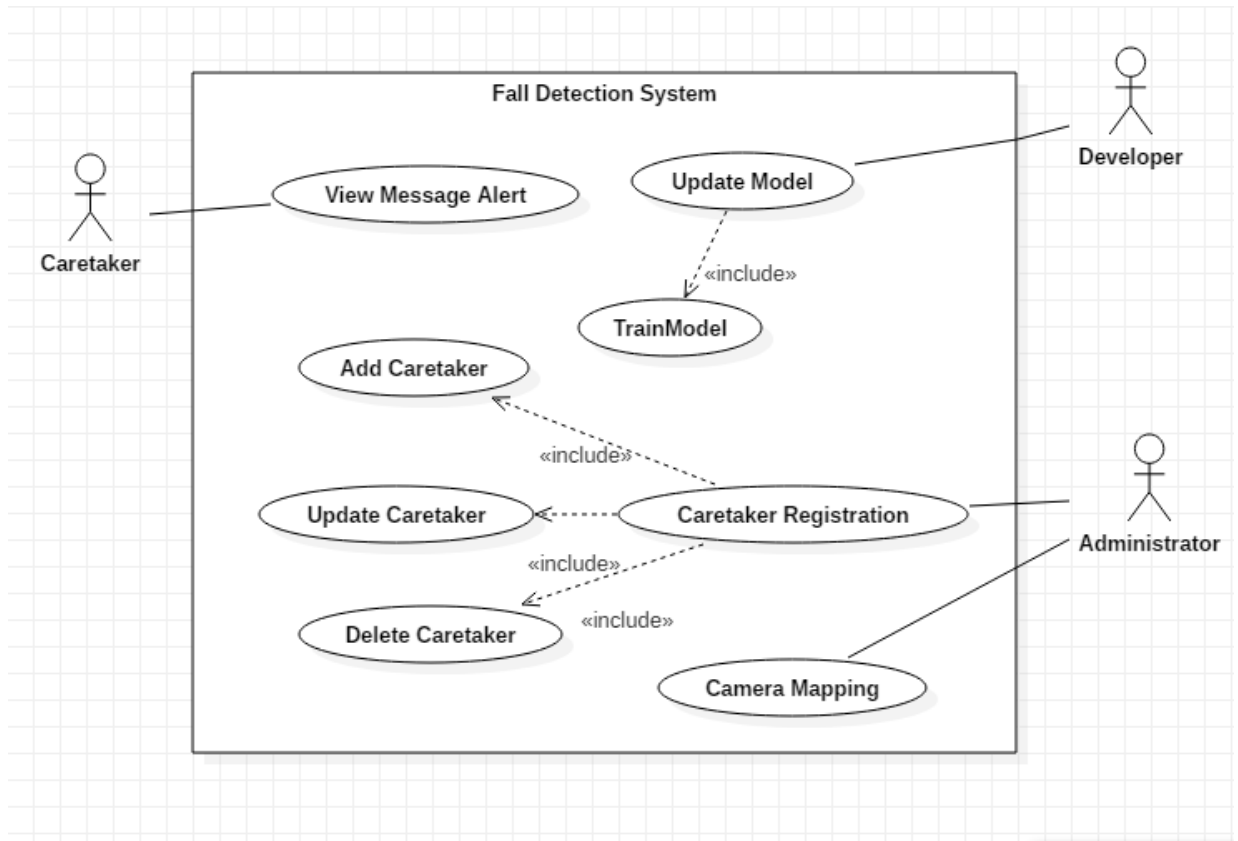 Fall Detection System
Developer
Caretaker
View Message Alert
Update Model
«include»
TrainModel
Add Caretaker
«include»
Update Caretaker
Caretaker Registration
Administrator
«include»
Delete Caretaker
«include»
Camera Mapping